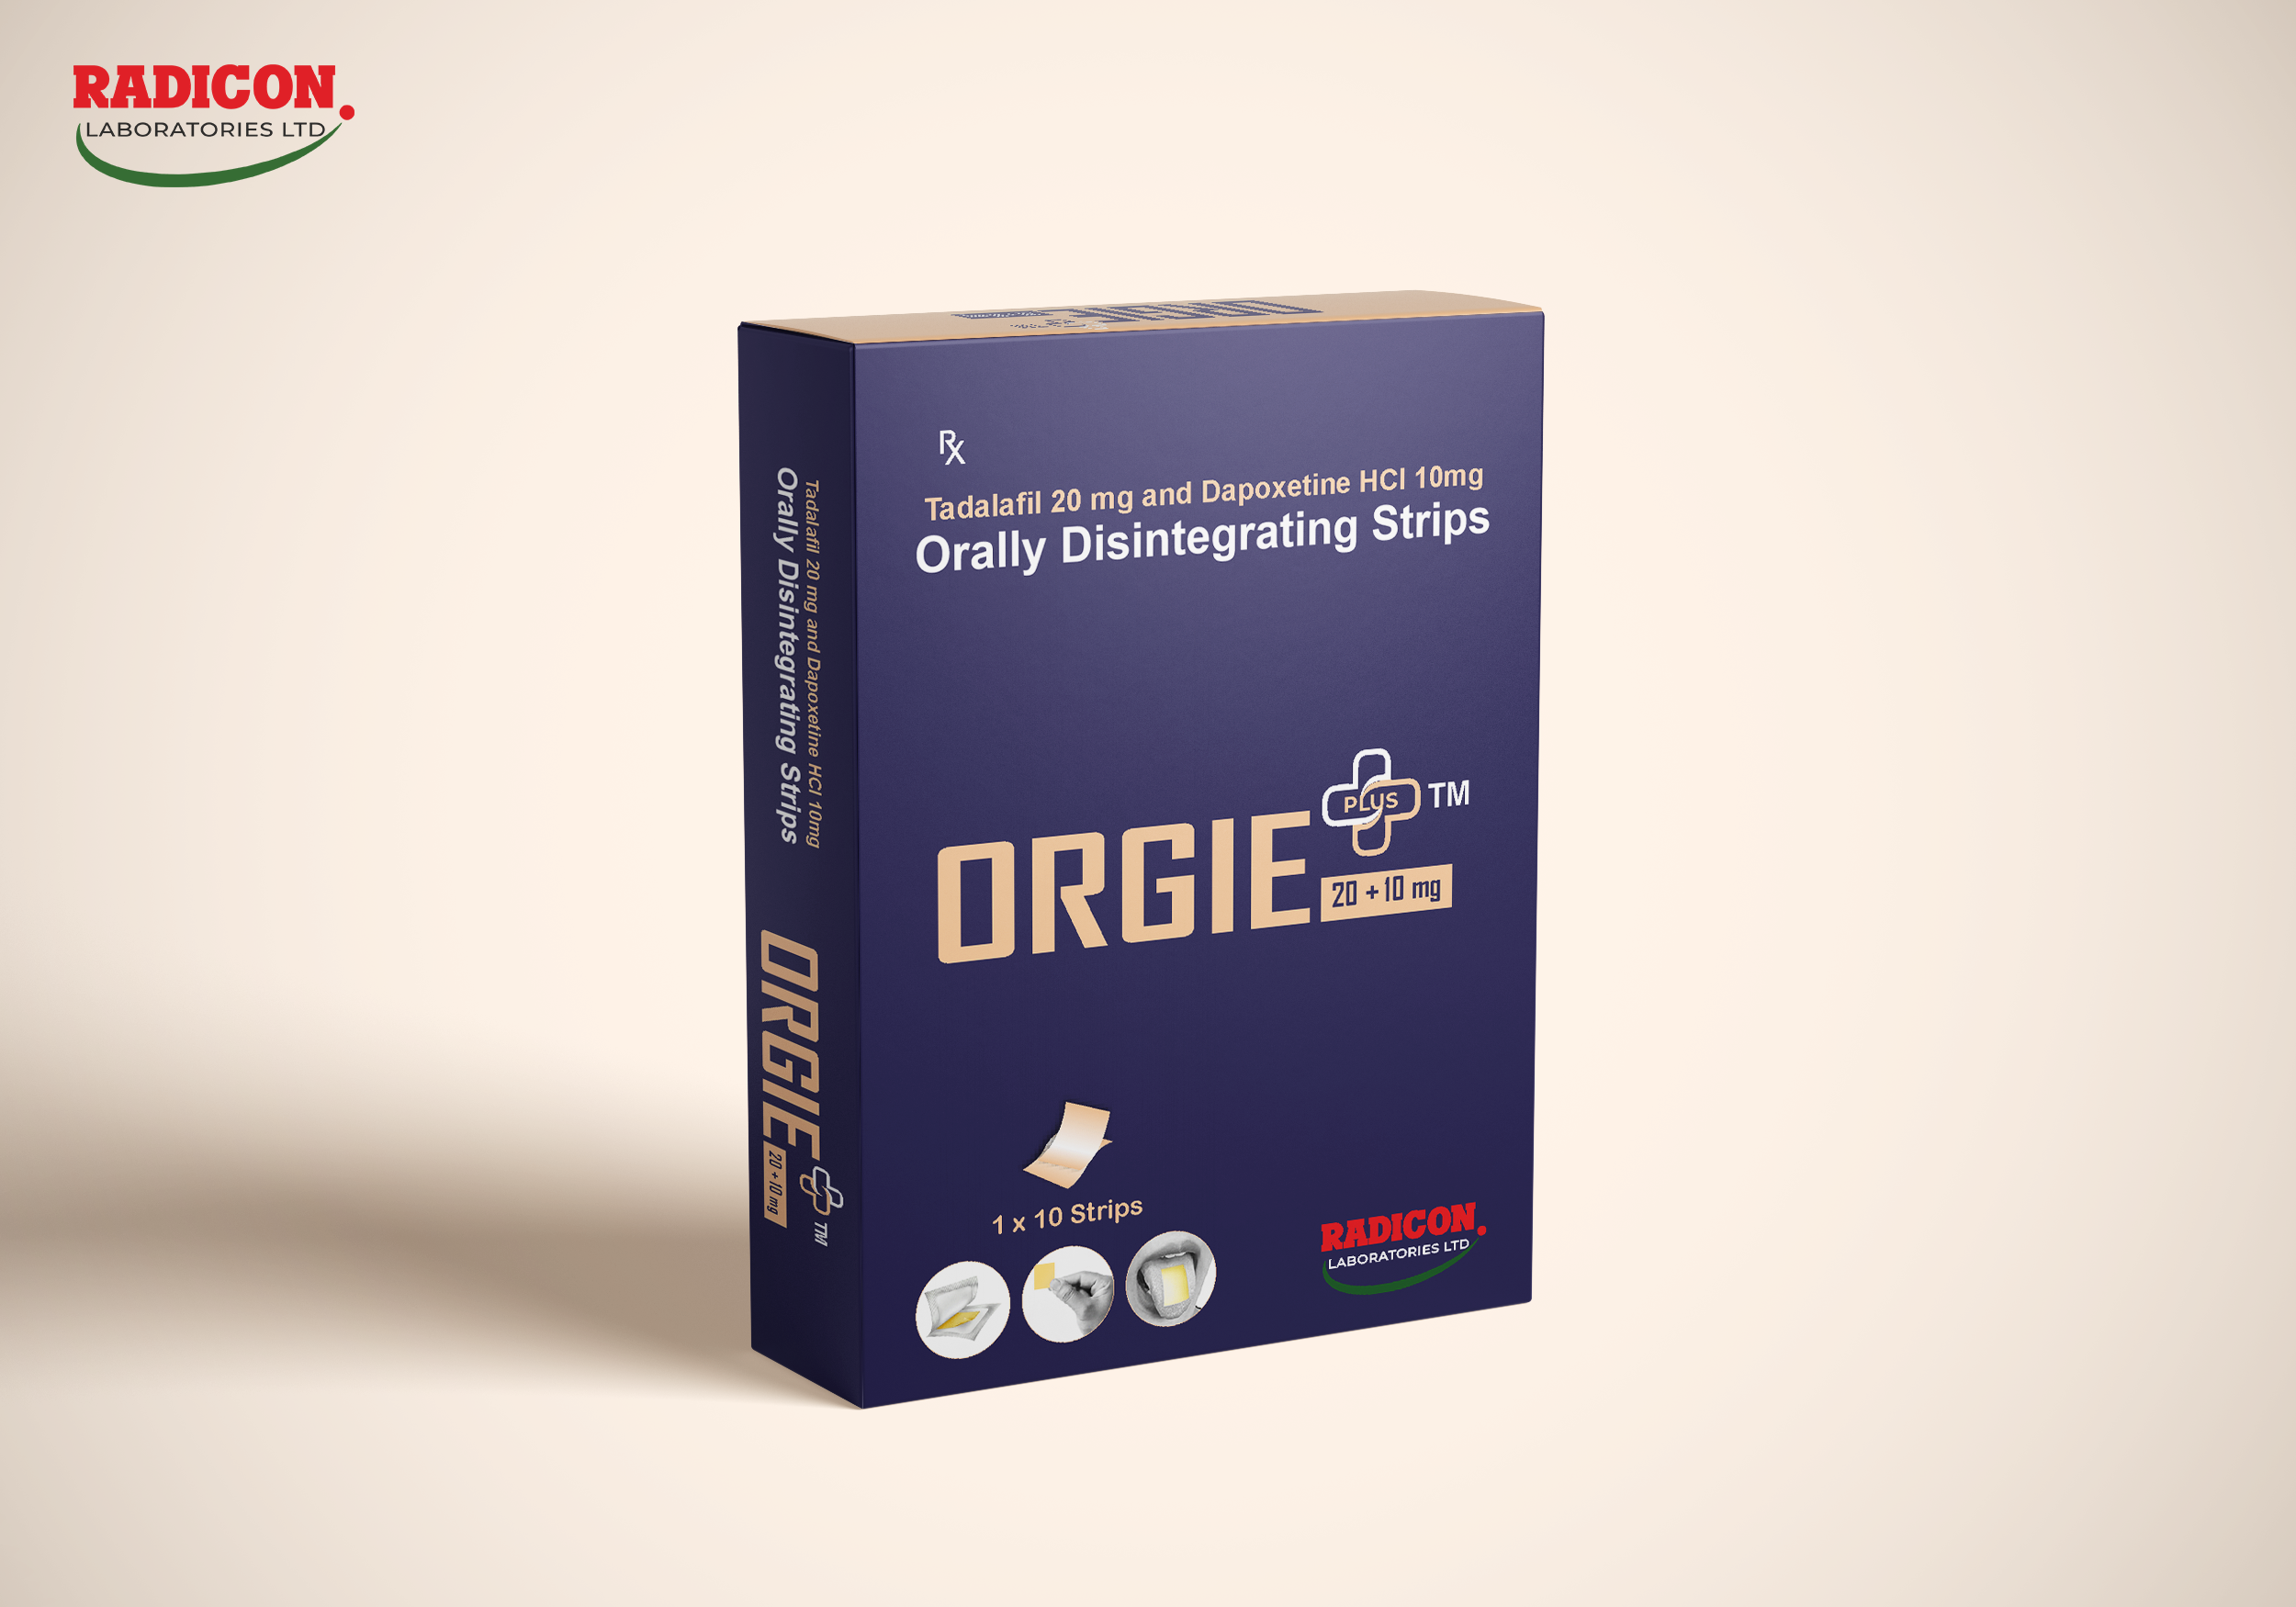 RADICON.
LABORATORIES LTD
Rx
Tadalafil 20 mg and Dapoxetine HCl 10mg
Orally Disintegrating Strips
ORGIE
PLUS
TM
20 + 10 mg
1 x 10 Strips
RADICON.
LABORATORIES LTD
Tadalafil 20 mg and Dapoxetine HCl 10mg
Orally Disintegrating Strips
ORGIE
TM
20 + 10 mg